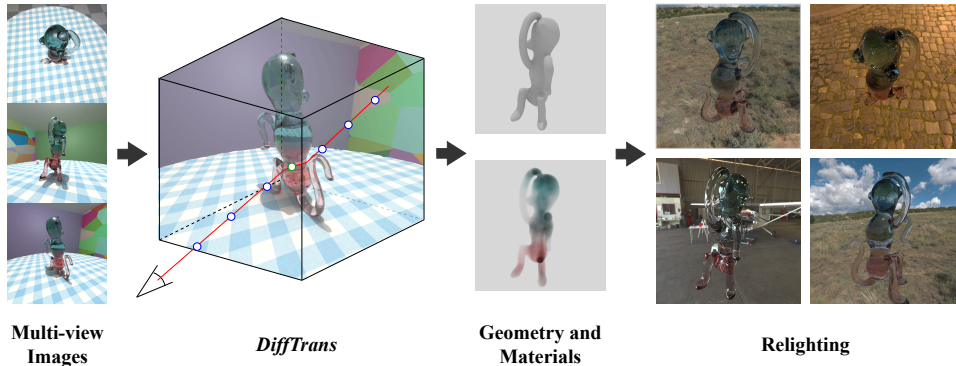 Multi-view
Images
DiffTrans
Geometry and
Materials
Relighting